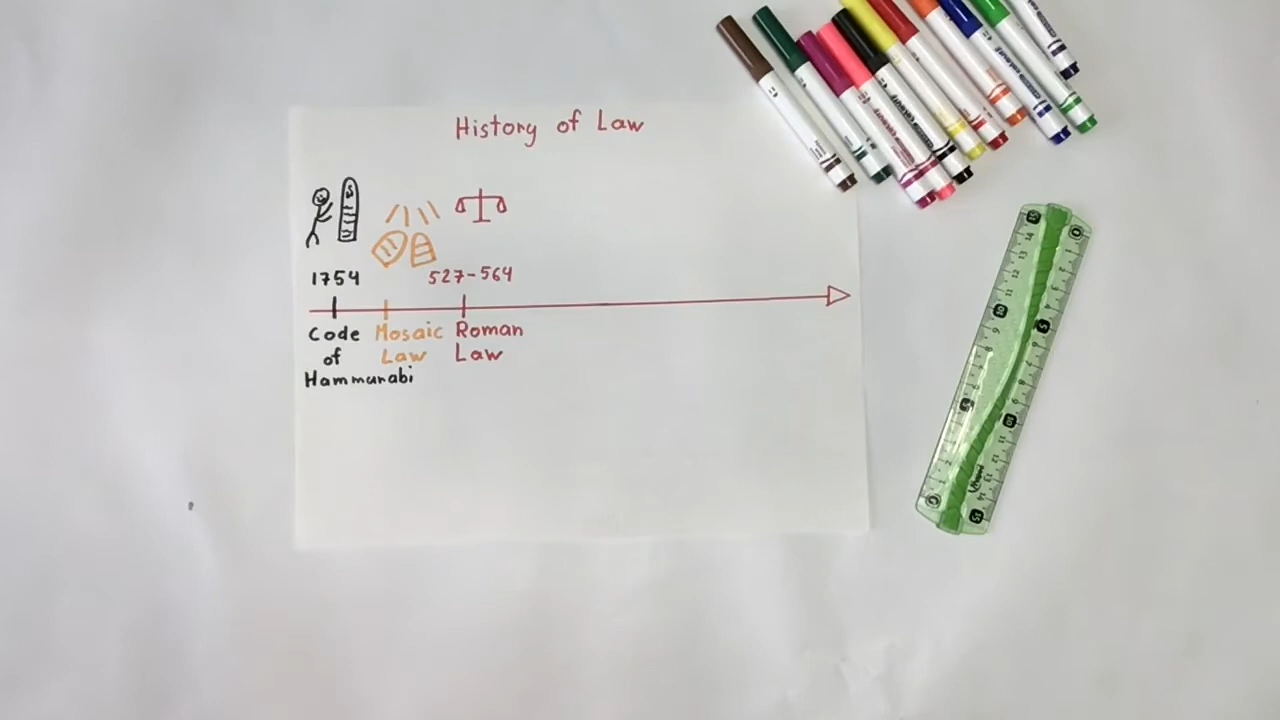 History of Law
1754
527-564
Code
of
Hammurabi
Mosaic
Law
Roman
Law